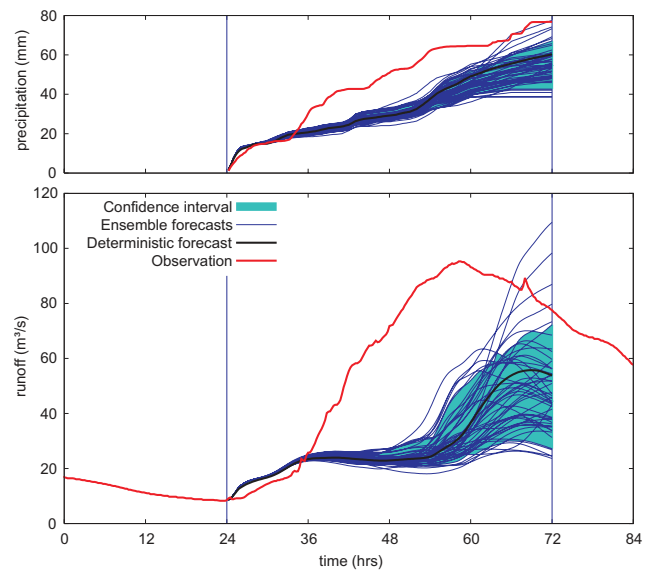 80
60
40
20
0
precipitation (mm)
120
100
80
60
40
20
0
runoff (m³/s)
Confidence interval
Ensemble forecasts
Deterministic forecast
Observation
0 12 24 36 48 60 72 84
time (hrs)